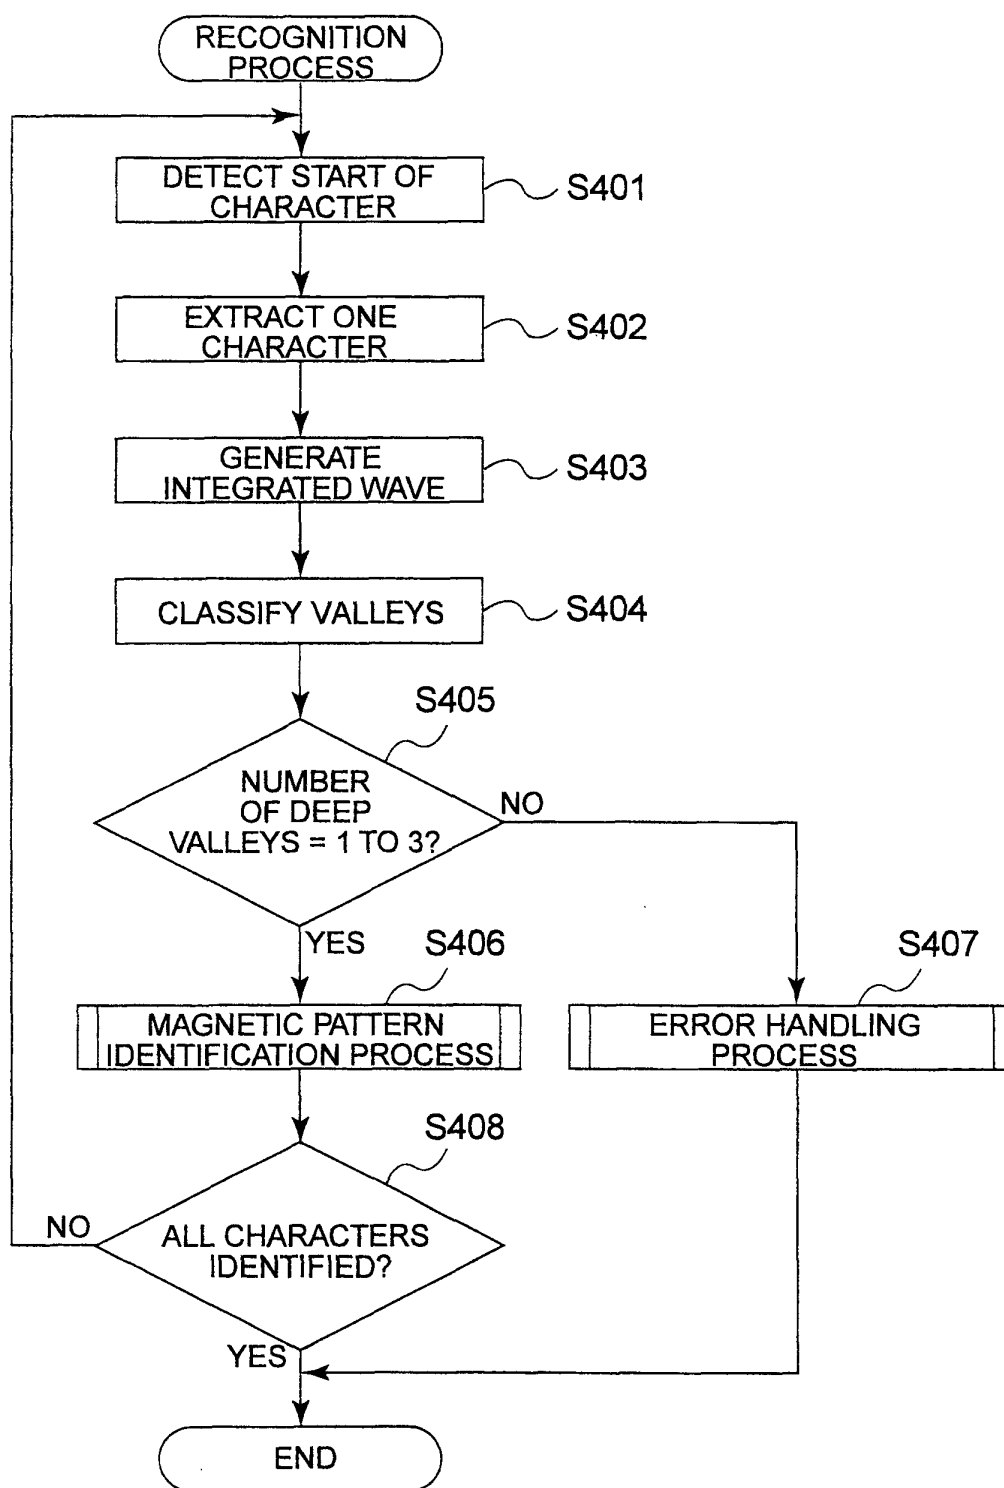 RECOGNITION
PROCESS
DETECT START OF
CHARACTER
S401
EXTRACT ONE
CHARACTER
S402
GENERATE
INTEGRATED WAVE
S403
CLASSIFY VALLEYS
S404
S405
NUMBER
OF DEEP
VALLEYS = 1 TO 3?
NO
YES
S406
S407
MAGNETIC PATTERN
IDENTIFICATION PROCESS
ERROR HANDLING
PROCESS
S408
NO
ALL CHARACTERS
IDENTIFIED?
YES
END